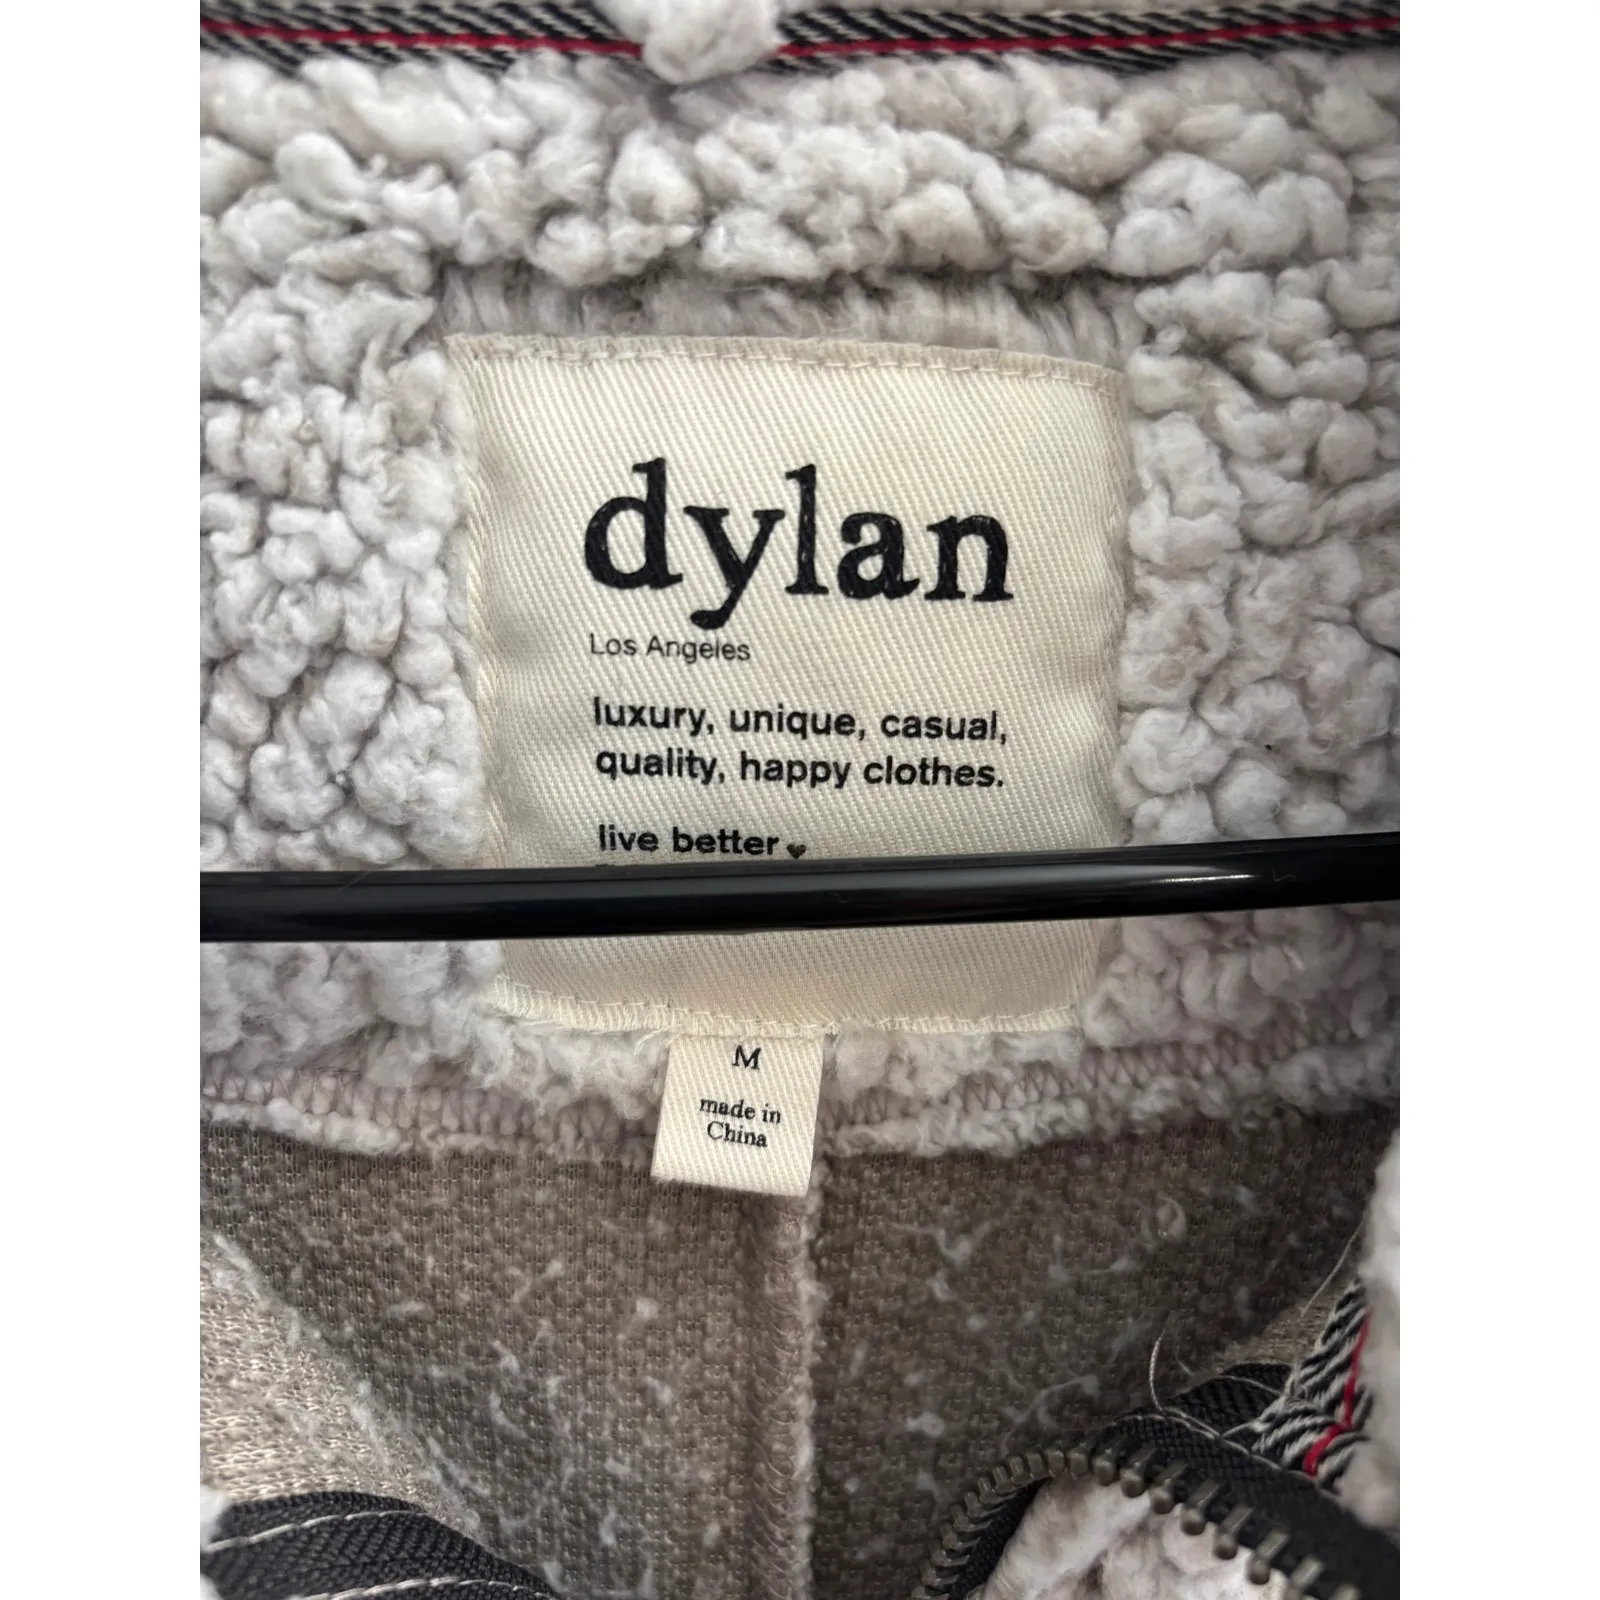 dylan
Los Angeles
luxury, unique, casual,
quality, happy clothes.
live better
M
made in
China